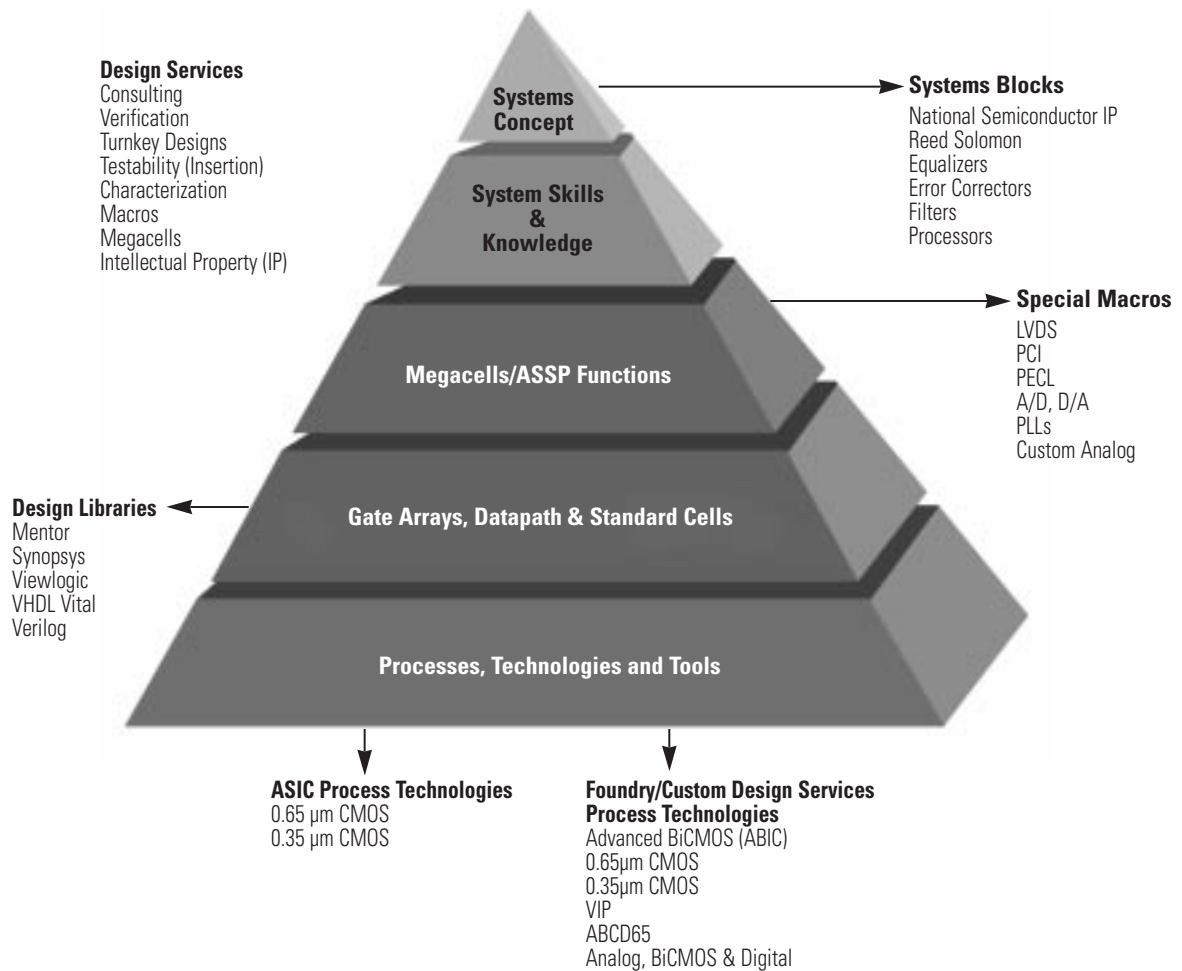 Design Services
Consulting
Verification
Turnkey Designs
Testability (Insertion)
Characterization
Macros
Megacells
Intellectual Property (IP)
Systems
Concept
Systems Blocks
National Semiconductor IP
Reed Solomon
Equalizers
Error Correctors
Filters
Processors
System Skills
&
Knowledge
Special Macros
LVDS
PCI
PECL
A/D, D/A
PLLs
Custom Analog
Megacells/ASSP Functions
Design Libraries
Mentor
Synopsys
Viewlogic
VHDL Vital
Verilog
Gate Arrays, Datapath & Standard Cells
Processes, Technologies and Tools
ASIC Process Technologies
0.65 µm CMOS
0.35 µm CMOS
Foundry/Custom Design Services
Process Technologies
Advanced BiCMOS (ABIC)
0.65µm CMOS
0.35µm CMOS
VIP
ABCD65
Analog, BiCMOS & Digital